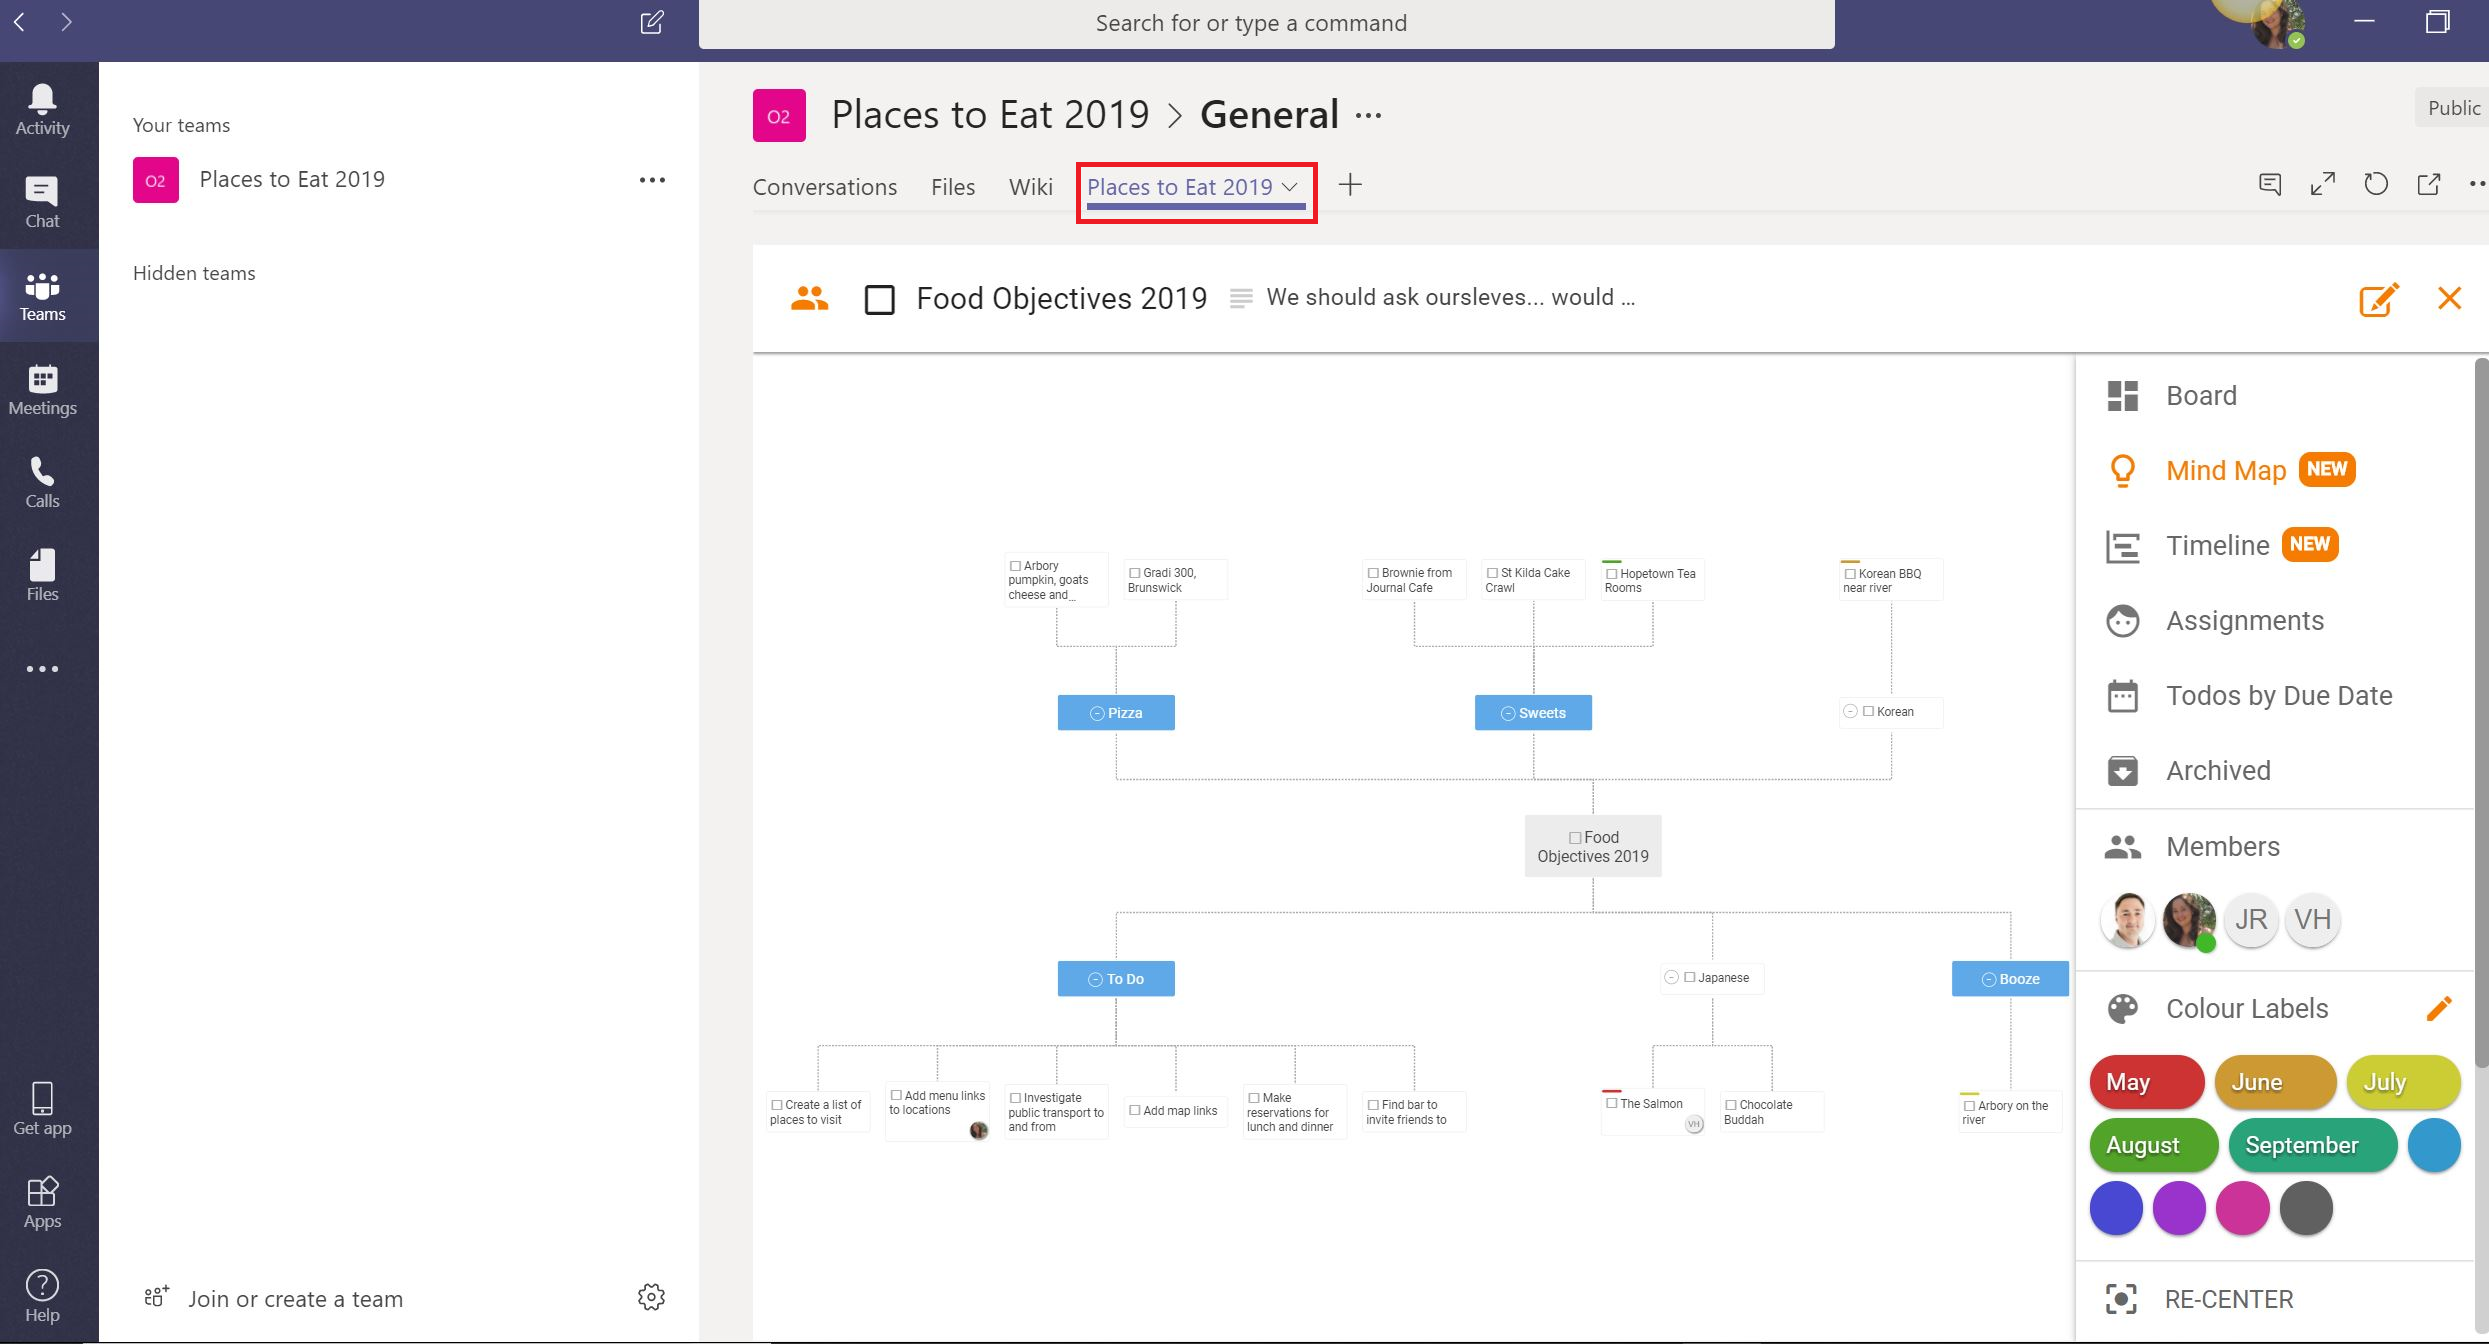 Search for or type a command
Activity
Chat
Teams
Meetings
Calls
Files
Get app
Apps
Help
Your teams
O2 Places to Eat 2019
Hidden teams
Join or create a team
O2 Places to Eat 2019 > General
Public
Conversations Files Wiki Places to Eat 2019
Food Objectives 2019 We should ask oursleves... would ...
Arbory
pumpkin, goats
cheese and...
Gradi 300,
Brunswick
Brownie from
Journal Cafe
St Kilda Cake
Crawl
Hopetown Tea
Rooms
Korean BBQ
near river
Pizza
Sweets
Korean
Food
Objectives 2019
To Do
Japanese
Booze
Create a list of
places to visit
Add menu links
to locations
Investigate
public transport to
and from
Add map links
Make
reservations for
lunch and dinner
Find bar to
invite friends to
The Salmon
VH
Chocolate
Buddah
Arbory on the
river
Board
Mind Map NEW
Timeline NEW
Assignments
Todos by Due Date
Archived
Members
JR VH
Colour Labels
May June July
August September
RE-CENTER